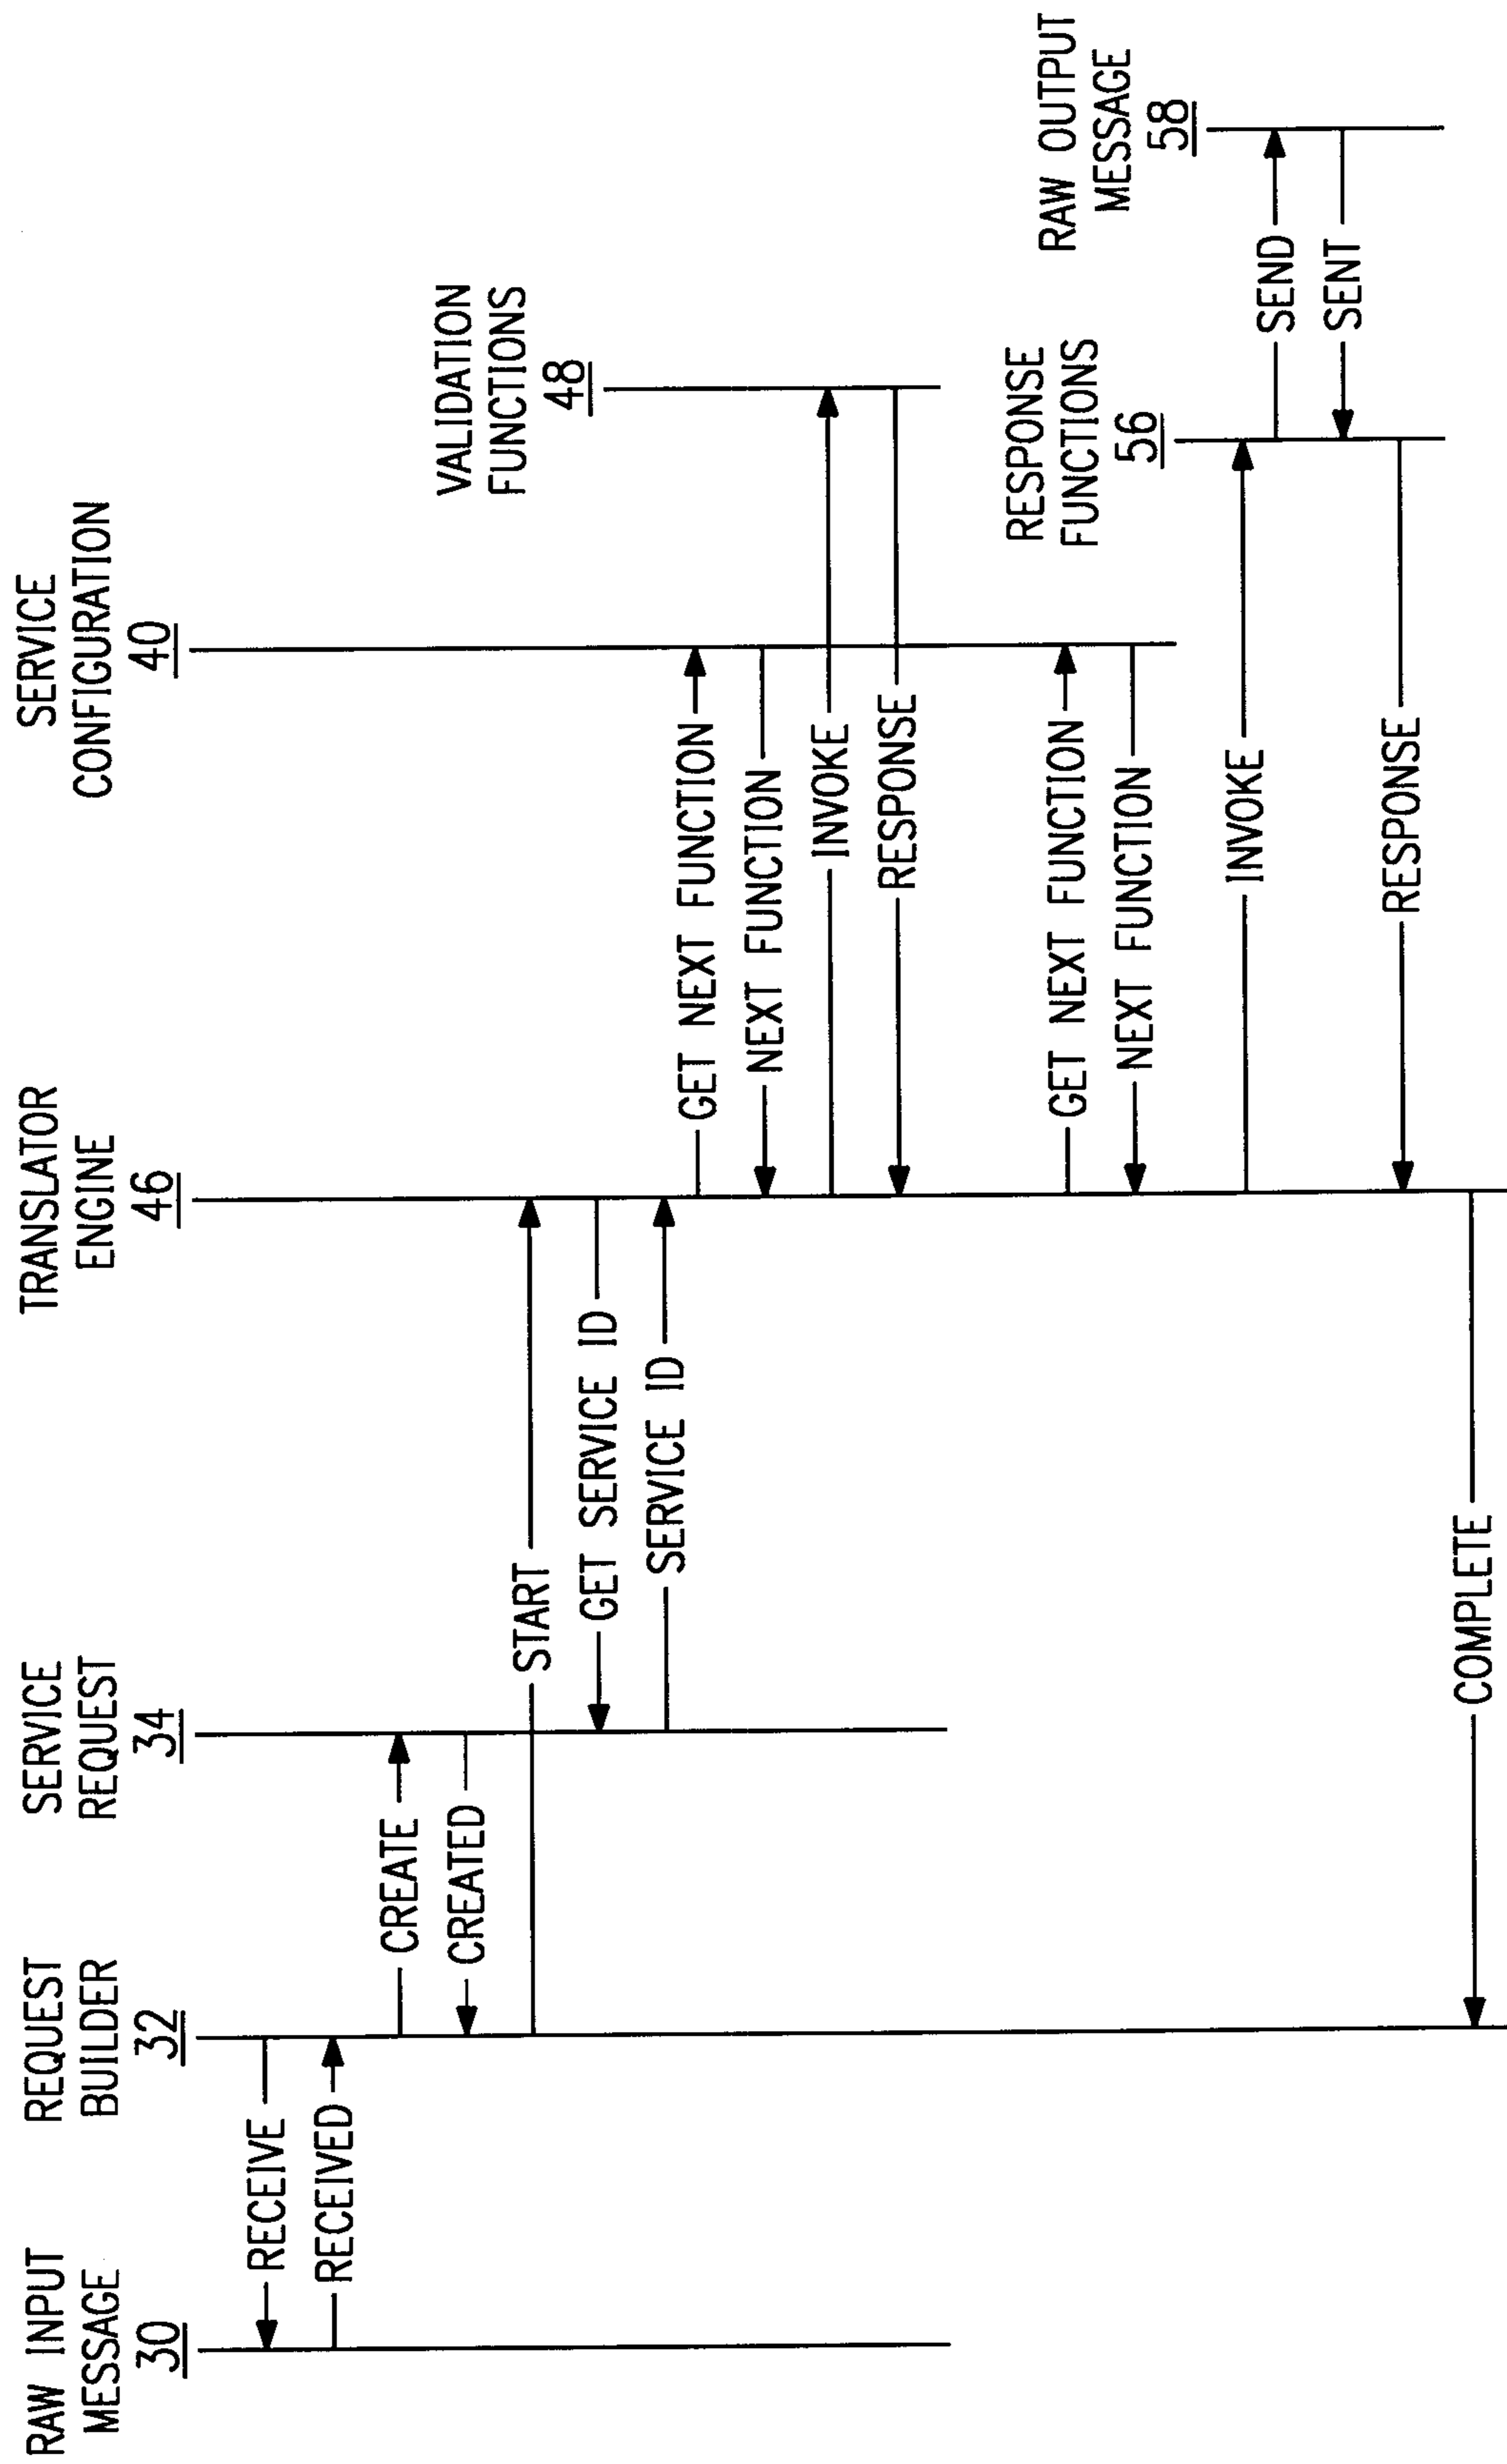 RAW INPUT
MESSAGE
30
REQUEST
BUILDER
32
SERVICE
REQUEST
34
TRANSLATOR
ENGINE
46
SERVICE
CONFIGURATION
40
RECEIVE
RECEIVED
CREATE
CREATED
START
GET SERVICE ID
SERVICE ID
VALIDATION
FUNCTIONS
48
GET NEXT FUNCTION
NEXT FUNCTION
INVOKE
RESPONSE
GET NEXT FUNCTION
NEXT FUNCTION
RESPONSE
FUNCTIONS
56
RAW OUTPUT
MESSAGE
58
INVOKE
SEND
SENT
RESPONSE
COMPLETE